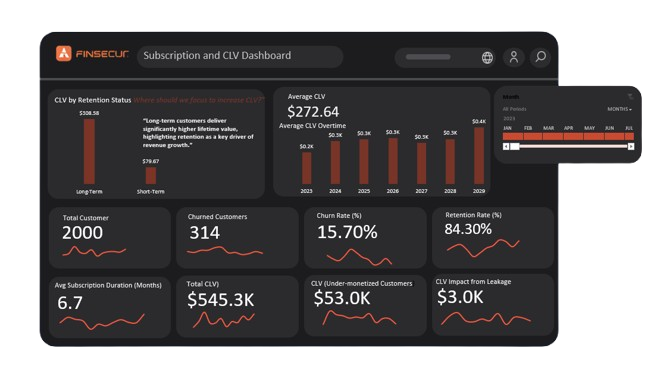 FINSECUR
Subscription and CLV Dashboard
CLV by Retention Status Where should we focus to increase CLV?"
$308.58
"Long-term customers deliver
significantly higher lifetime value,
highlighting retention as a key driver of
revenue growth."
$79.67
Long-Term
Short-Term
Average CLV
$272.64
Average CLV Overtime
$0.2K
$0.3K
$0.3K
$0.3K
$0.3K
$0.3K
$0.4K
2023
2024
2025
2026
2027
2028
2029
Month
All Periods
MONTHS
2023
JAN
FEB
MAR
APR
MAY
JUN
JUL
Total Customer
2000
Churned Customers
314
Churn Rate (%)
15.70%
Retention Rate (%)
84.30%
Avg Subscription Duration (Months)
6.7
Total CLV)
$545.3K
CLV (Under-monetized Customers
$53.0K
CLV Impact from Leakage
$3.0K